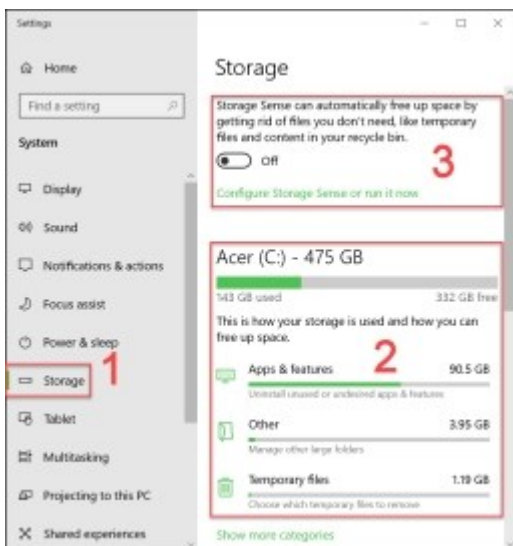 Settings
Home
Find a setting
System
Display
Sound
Notifications & actions
Focus assist
Power & sleep
Storage
1
Tablet
Multitasking
Projecting to this PC
Shared experiences
Storage
Storage Sense can automatically free up space by
getting rid of files you don't need, like temporary
files and content in your recycle bin.
Off
3
Configure Storage Sense or run it now
Acer (C:) - 475 GB
143 GB used 332 GB free
This is how your storage is used and how you can
free up space.
2
Apps & features 90.5 GB
Uninstall unused or undesired apps & features
Other 3.95 GB
Manage other large folders
Temporary files 1.19 GB
Choose which temporary files to remove
Show more categories